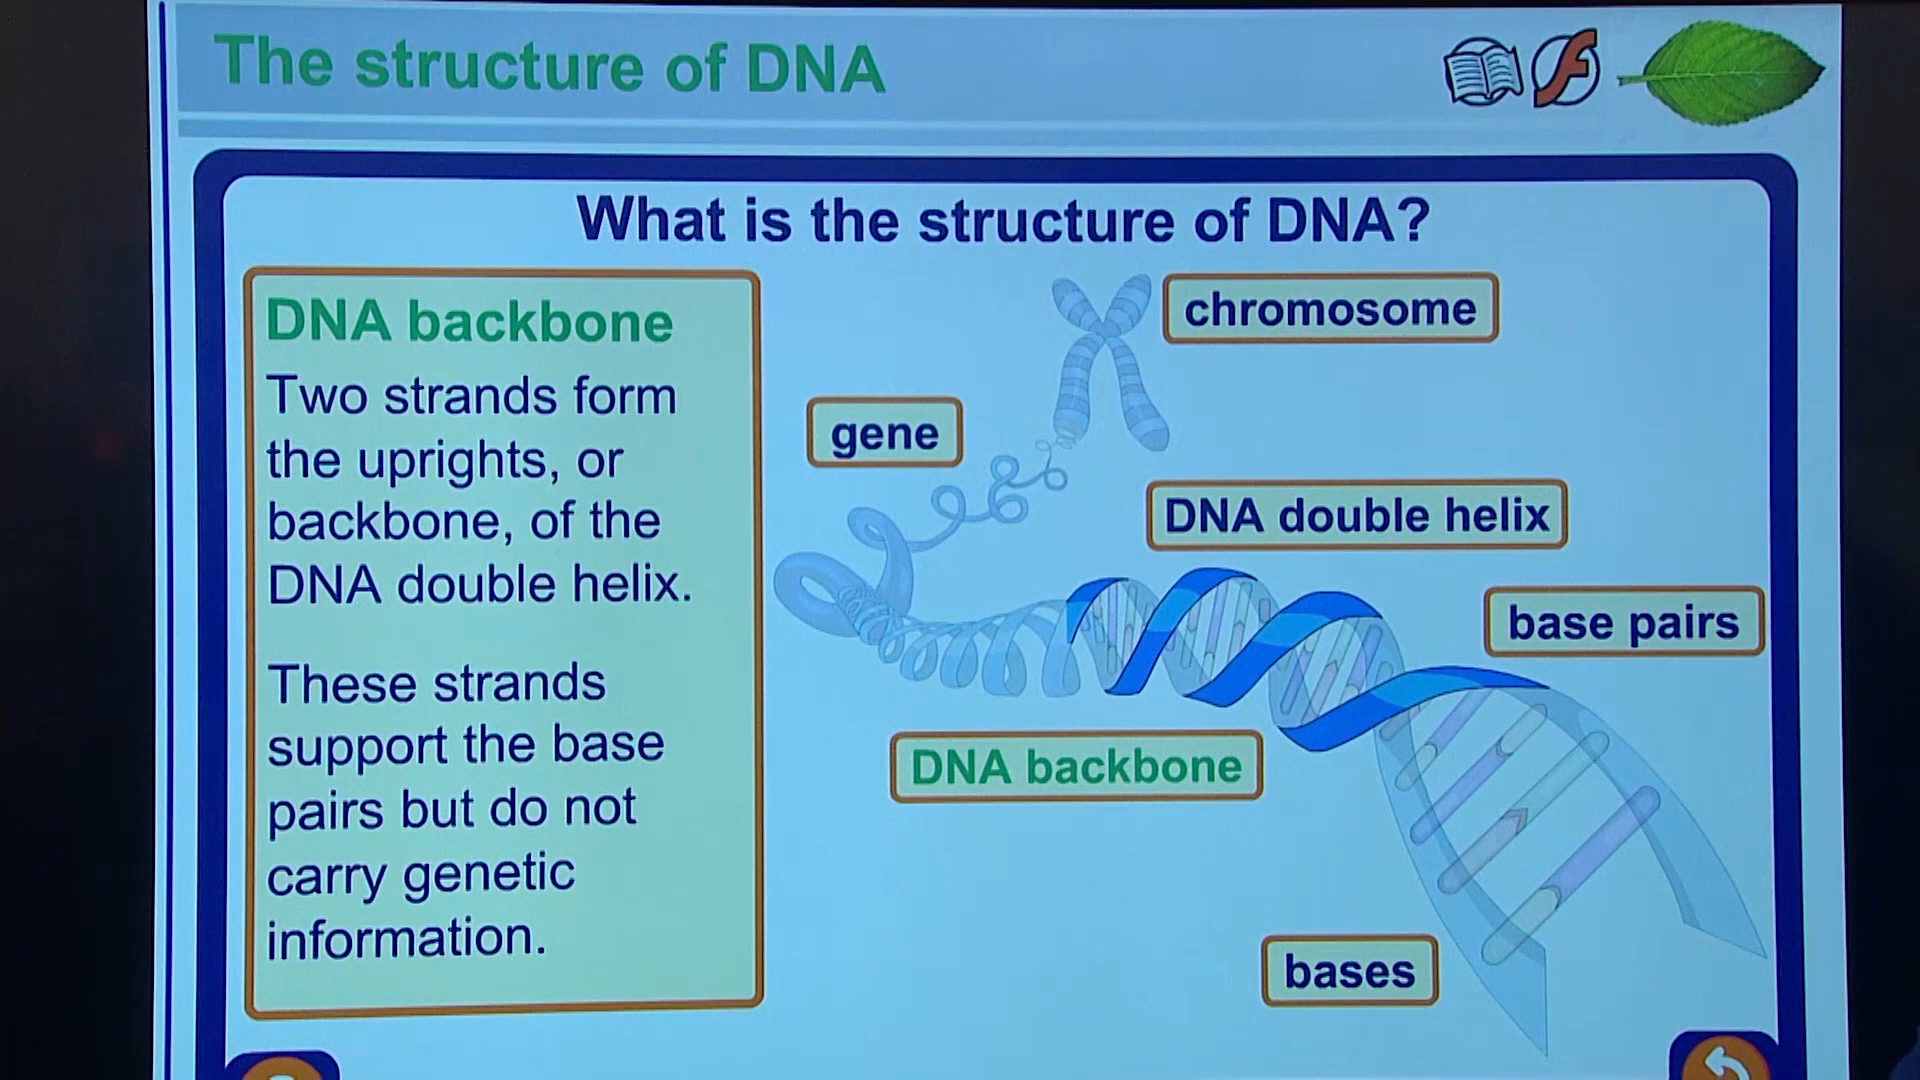 The structure of DNA
What is the structure of DNA?
DNA backbone
Two strands form
the uprights, or
backbone, of the
DNA double helix.
These strands
support the base
pairs but do not
carry genetic
information.
chromosome
gene
DNA double helix
base pairs
DNA backbone
bases